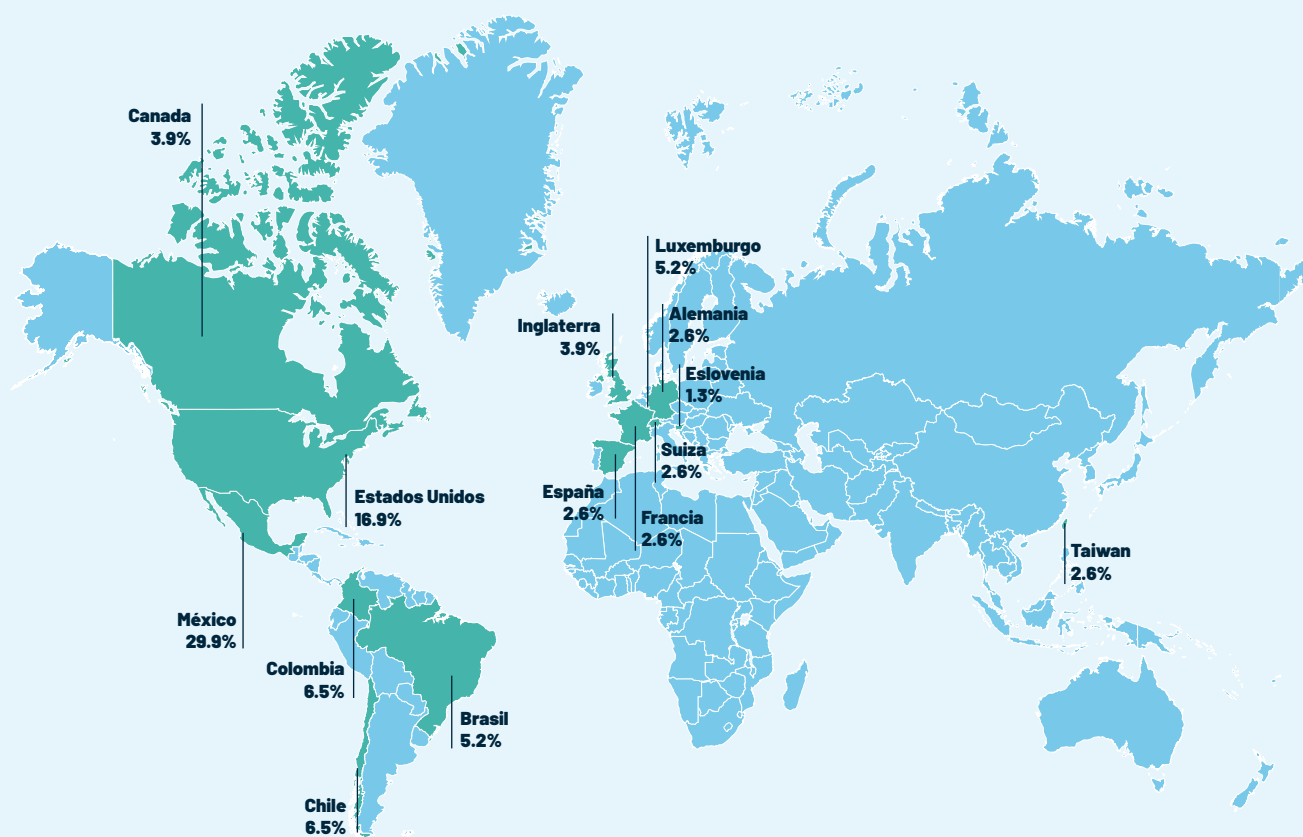 Canada
3.9%
Luxemburgo
5.2%
Alemania
2.6%
Inglaterra
3.9%
Eslovenia
1.3%
Suiza
2.6%
España
2.6%
Estados Unidos
16.9%
Francia
2.6%
Taiwan
2.6%
México
29.9%
Colombia
6.5%
Brasil
5.2%
Chile
6.5%